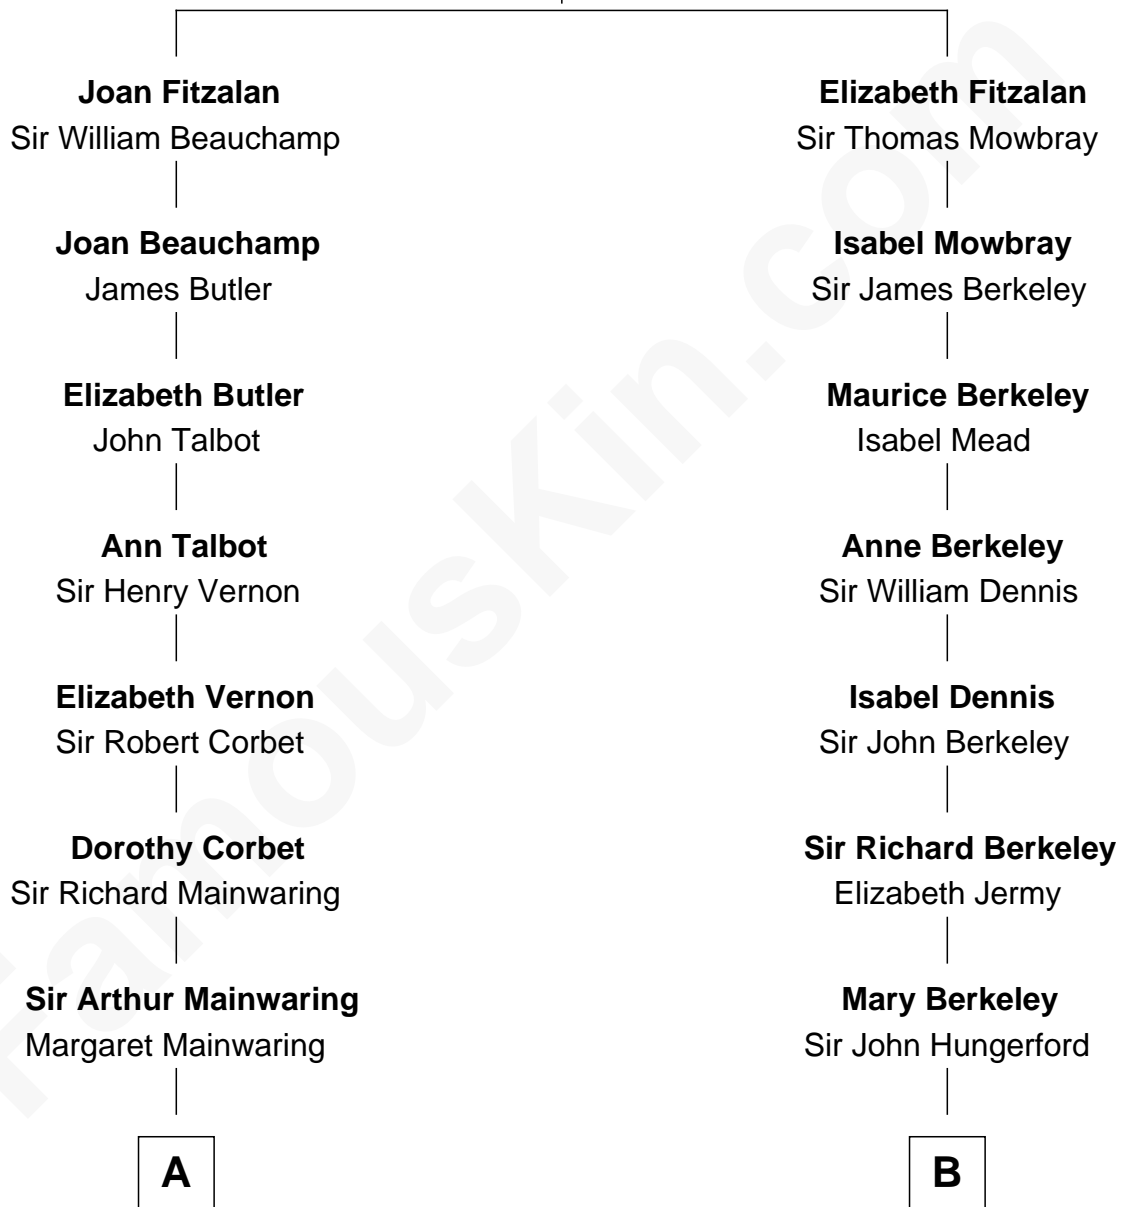 Joan Fitzalan
Sir William Beauchamp
Joan Beauchamp
James Butler
Elizabeth Butler
John Talbot
Ann Talbot
Sir Henry Vernon
Elizabeth Vernon
Sir Robert Corbet
Dorothy Corbet
Sir Richard Mainwaring
Sir Arthur Mainwaring
Margaret Mainwaring
A
Elizabeth Fitzalan
Sir Thomas Mowbray
Isabel Mowbray
Sir James Berkeley
Maurice Berkeley
Isabel Mead
Anne Berkeley
Sir William Dennis
Isabel Dennis
Sir John Berkeley
Sir Richard Berkeley
Elizabeth Jermy
Mary Berkeley
Sir John Hungerford
B
FamousKin.com